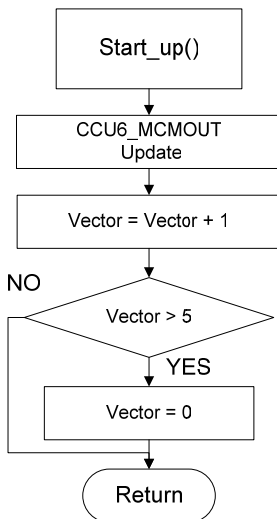 Start_up()
CCU6_MCMOUT
Update
Vector = Vector + 1
NO
Vector > 5
YES
Vector = 0
Return